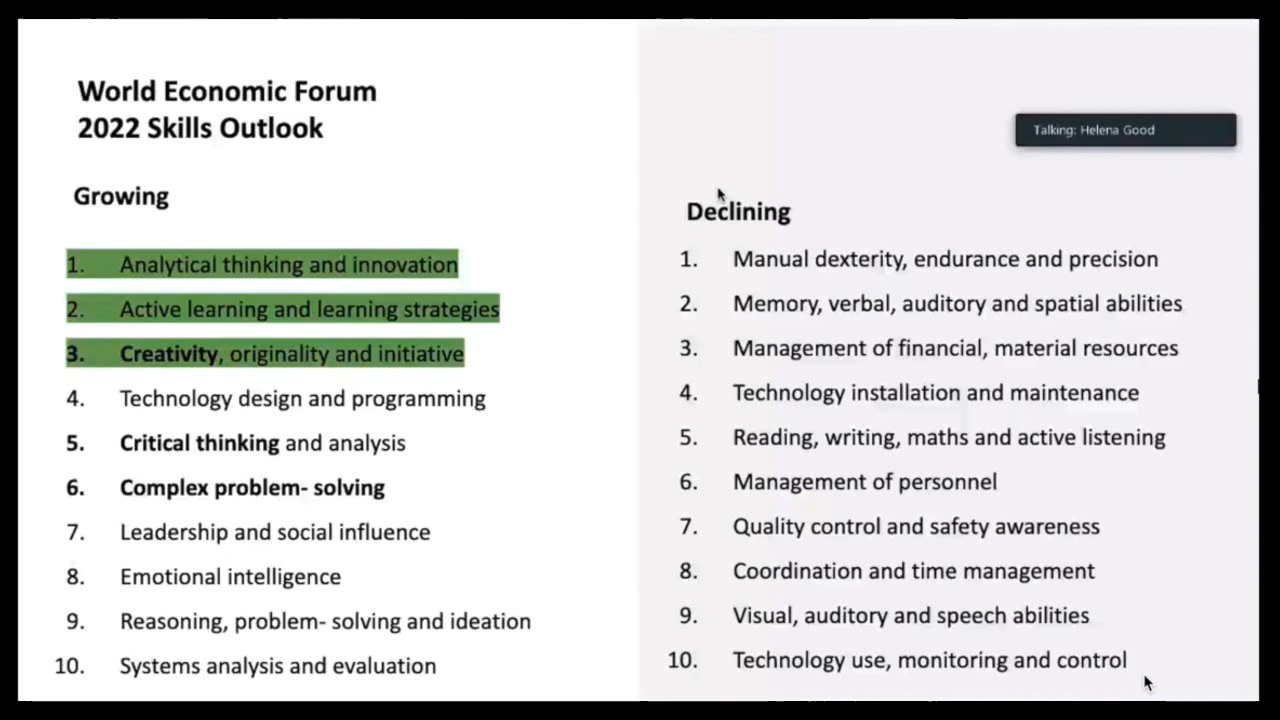 World Economic Forum
2022 Skills Outlook
Talking: Helena Good
Growing
1. Analytical thinking and innovation
2. Active learning and learning strategies
3. Creativity, originality and initiative
4. Technology design and programming
5. Critical thinking and analysis
6. Complex problem- solving
7. Leadership and social influence
8. Emotional intelligence
9. Reasoning, problem- solving and ideation
10. Systems analysis and evaluation
Declining
1. Manual dexterity, endurance and precision
2. Memory, verbal, auditory and spatial abilities
3. Management of financial, material resources
4. Technology installation and maintenance
5. Reading, writing, maths and active listening
6. Management of personnel
7. Quality control and safety awareness
8. Coordination and time management
9. Visual, auditory and speech abilities
10. Technology use, monitoring and control